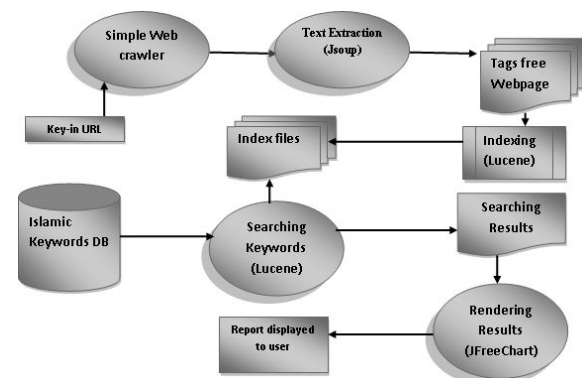 Simple Web
crawler
Text Extraction
(Jsoup)
Tags free
Webpage
Key-in URL
Index files
Indexing
(Lucene)
Islamic
Keywords DB
Searching
Keywords
(Lucene)
Searching
Results
Rendering
Results
(JFreeChart)
Report displayed
to user